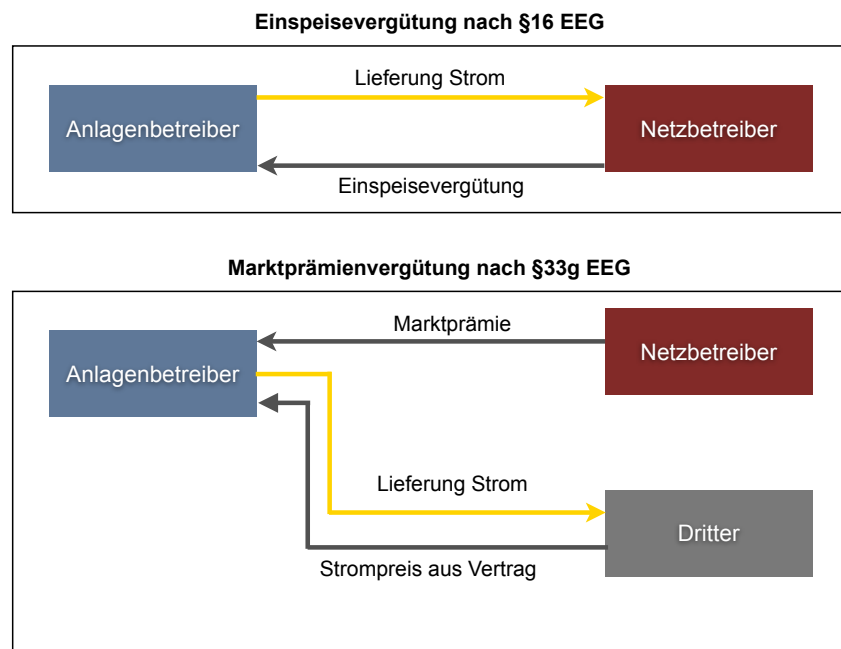 Einspeisevergütung nach §16 EEG
Lieferung Strom
Anlagenbetreiber
Netzbetreiber
Einspeisevergütung
Marktprämienvergütung nach §33g EEG
Marktprämie
Netzbetreiber
Anlagenbetreiber
Lieferung Strom
Dritter
Strompreis aus Vertrag